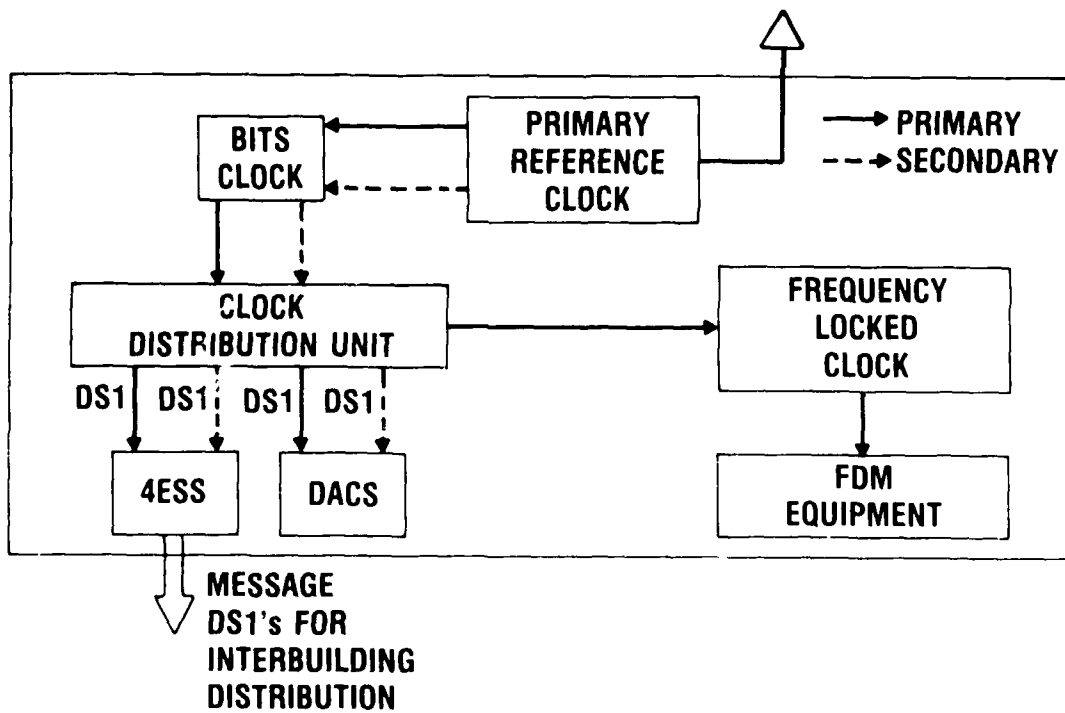 BITS
CLOCK
PRIMARY
REFERENCE
CLOCK
PRIMARY
SECONDARY
CLOCK
DISTRIBUTION UNIT
FREQUENCY
LOCKED
CLOCK
DS1 DS1 DS1 DS1
4ESS
DACS
FDM
EQUIPMENT
MESSAGE
DS1's FOR
INTERBUILDING
DISTRIBUTION